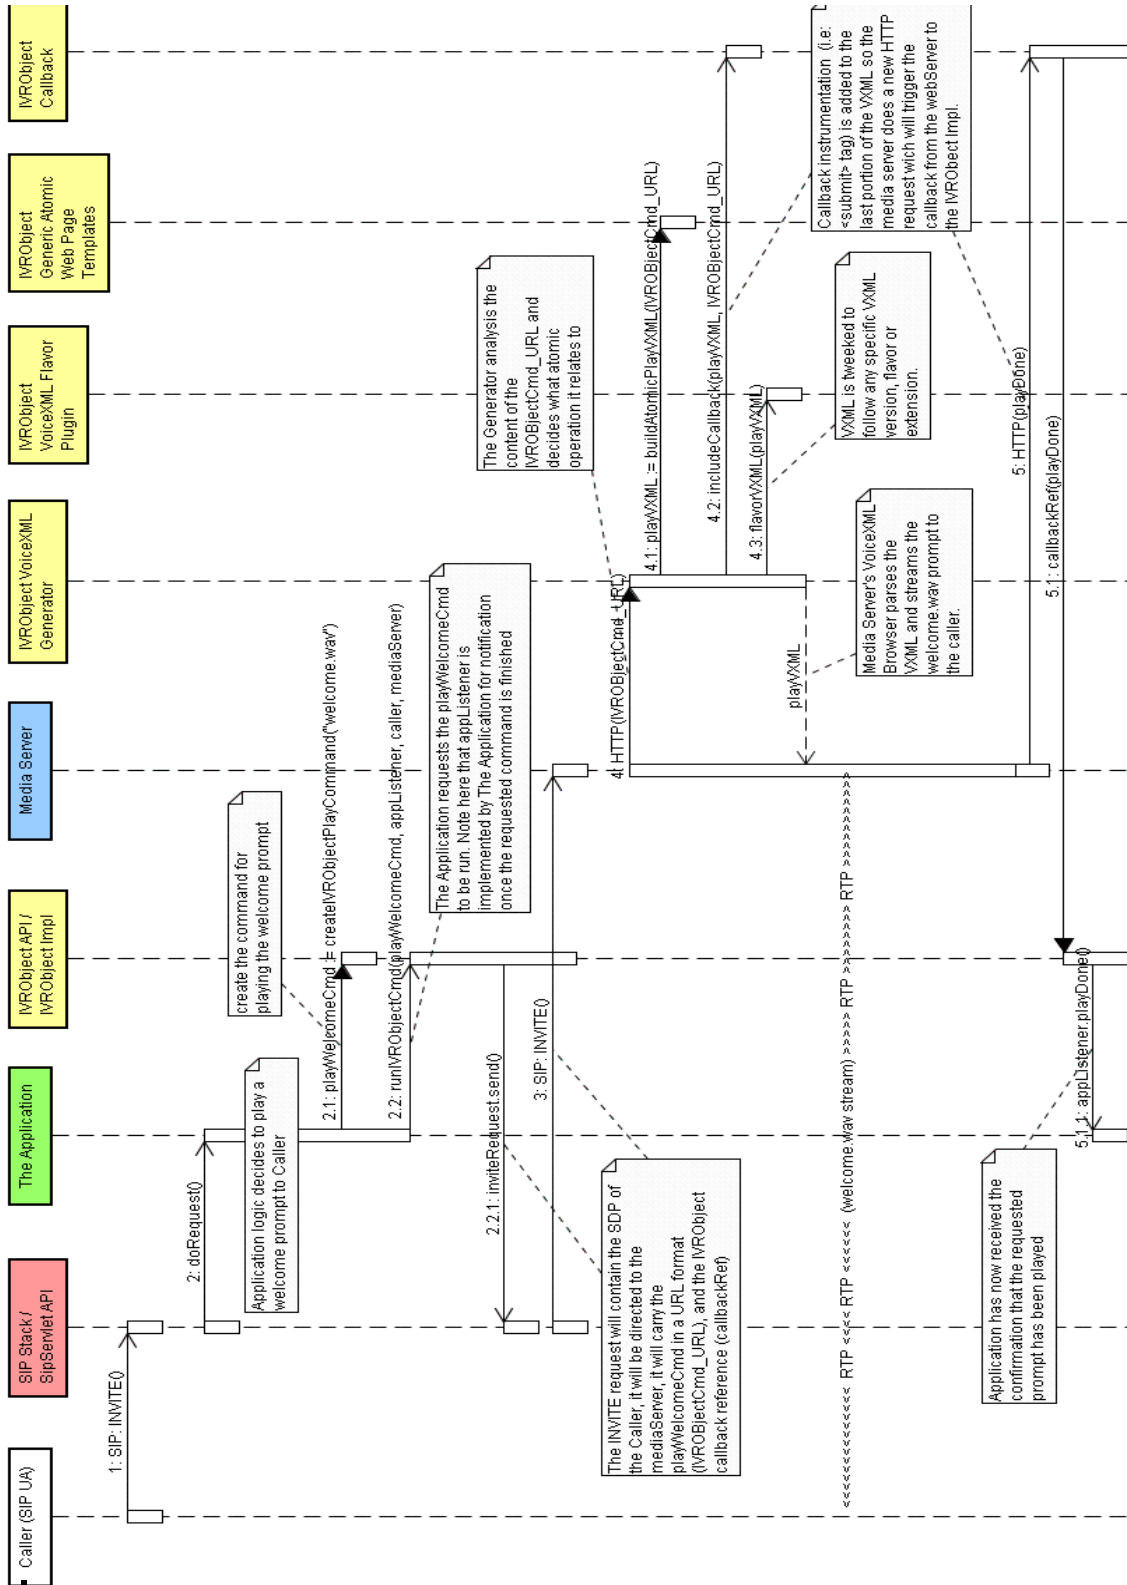 Caller (SIP UA)
SIP Stack /
SipServlet API
The Application
IVRObject API /
IVRObject Impl
Media Server
IVRObject VoiceXML
Generator
IVRObject
VoiceXML Flavor
Plugin
IVRObject
Generic Atomic
Web Page
Templates
IVRObject
Callback
1: SIP: INVITE()
2: doRequest()
Application logic decides to play a
welcome prompt to Caller
create the command for
playing the welcome prompt
2.1: playWelcomeCmd := createIVRObjectPlayCommand("welcome.wav")
2.2: runIVRObjectCmd(playWelcomeCmd, appListener, caller, mediaServer)
The Application requests the playWelcomeCmd
to be run. Note here that appListener is
implemented by The Application for notification
once the requested command is finished
2.2.1: inviteRequest.send()
3: SIP: INVITE()
The INVITE request will contain the SDP of
the Caller, it will be directed to the
mediaServer, it will carry the
playWelcomeCmd in a URL format
(IVROBjectCmd_URL), and the IVRObject
callback reference (callbackRef)
The Generator analysis the
content of the
IVROBjectCmd_URL and
decides what atomic
operation it relates to
4: HTTP(IVROBjectCmd_URL)
4.1: playVXML := buildAtomicPlayVXML(IVROBjectCmd_URL)
4.2: includeCallback(playVXML, IVROBjectCmd_URL)
4.3: flavorVXML(playVXML)
playVXML
Callback instrumentation (i.e:
<submit> tag) is added to the
last portion of the VXML so the
media server does a new HTTP
request wich will trigger the
callback from the webServer to
the IVRObect Impl.
VXML is tweeked to
follow any specific VXML
version, flavor or
extension.
Media Server's VoiceXML
Browser parses the
VXML and streams the
welcome.wav prompt to
the caller.
<<<<<<<<<<<<< RTP <<<<< RTP <<<<<< (welcome.wav stream) >>>>> RTP >>>>>> RTP >>>>>>>>>>>>>
5: HTTP(playDone)
5.1: callbackRef(playDone)
5.1.1: appListener.playDone()
Application has now received the
confirmation that the requested
prompt has been played